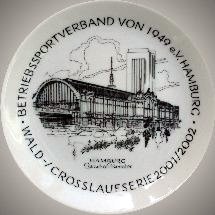 • BETRIEBSSPORTVERBAND VON 1949 e.V. HAMBURG •
WALD-/CROSSLAUFSERIE 2001/2002
HAMBURG